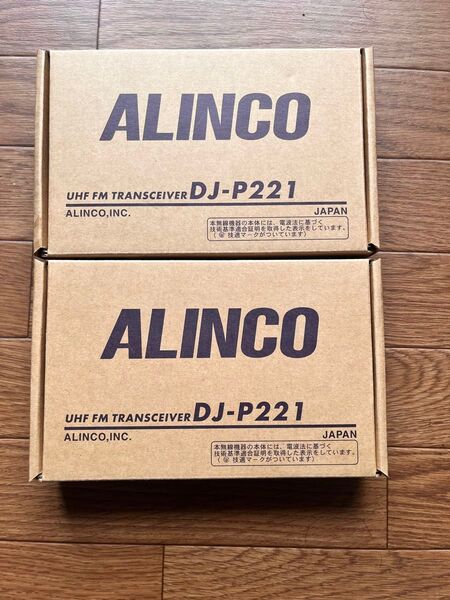 ALINCO
UHF FM TRANSCEIVER DJ-P221
ALINCO,INC. JAPAN
本無線機器の本体には、電波法に基づく
技術基準適合証明を取得した表示をしています。
( 技適マークがついています)
ALINCO
UHF FM TRANSCEIVER DJ-P221
ALINCO,INC. JAPAN
本無線機器の本体には、電波法に基づく
技術基準適合証明を取得した表示をしています。
( 技適マークがついています)